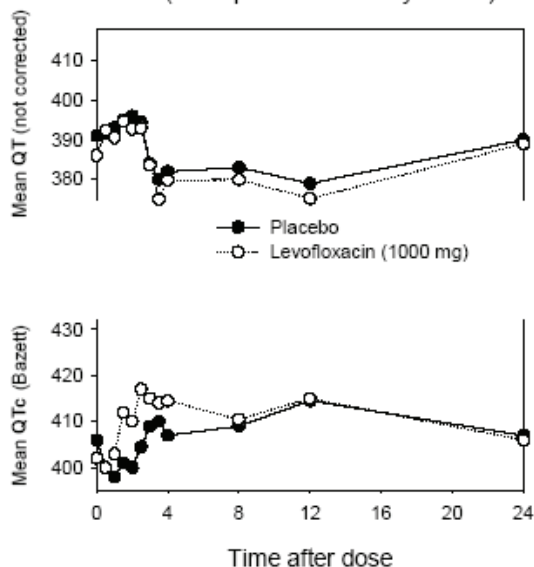 Mean QT (not corrected)
410
400
390
380
Placebo
Levofloxacin (1000 mg)
Mean QTc (Bazett)
430
420
410
400
0 4 8 12 16 20 24
Time after dose